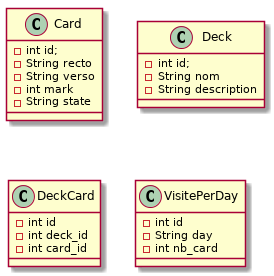 C Card
int id;
String recto
String verso
int mark
String state
C Deck
int id;
String nom
String description
C DeckCard
int id
int deck_id
int card_id
C VisitePerDay
int id
String day
int nb_card